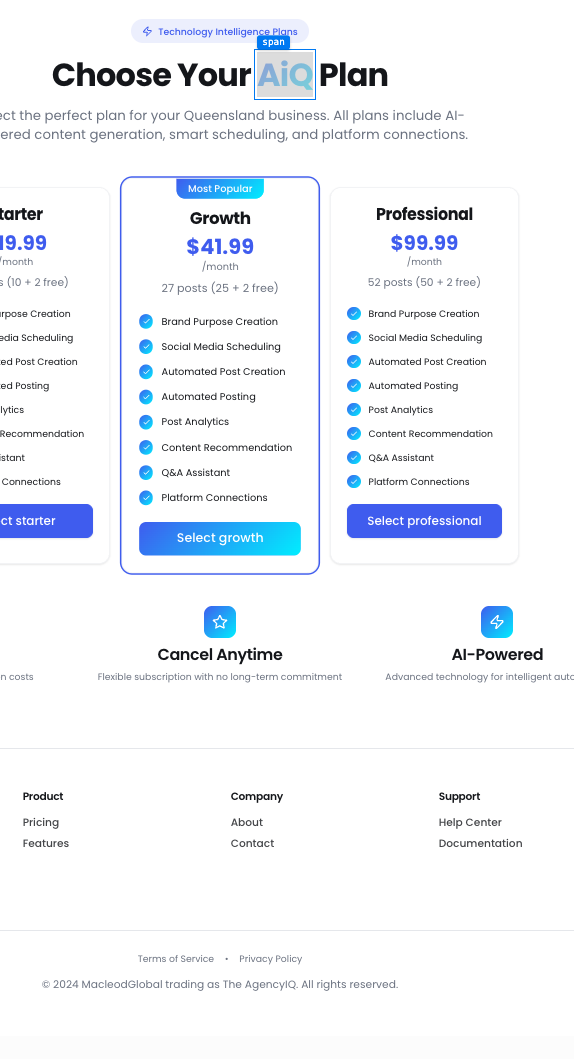 Technology Intelligence Plans
span
Choose Your AiQ Plan
ect the perfect plan for your Queensland business. All plans include AI-
ered content generation, smart scheduling, and platform connections.
tarter
19.99
/month
s (10 + 2 free)
urpose Creation
edia Scheduling
ted Post Creation
ted Posting
lytics
Recommendation
istant
Connections
ct starter
Most Popular
Growth
$41.99
/month
27 posts (25 + 2 free)
Brand Purpose Creation
Social Media Scheduling
Automated Post Creation
Automated Posting
Post Analytics
Content Recommendation
Q&A Assistant
Platform Connections
Select growth
Professional
$99.99
/month
52 posts (50 + 2 free)
Brand Purpose Creation
Social Media Scheduling
Automated Post Creation
Automated Posting
Post Analytics
Content Recommendation
Q&A Assistant
Platform Connections
Select professional
n costs
Cancel Anytime
Flexible subscription with no long-term commitment
AI-Powered
Advanced technology for intelligent auto
Product
Pricing
Features
Company
About
Contact
Support
Help Center
Documentation
Terms of Service • Privacy Policy
© 2024 MacleodGlobal trading as The AgencyIQ. All rights reserved.